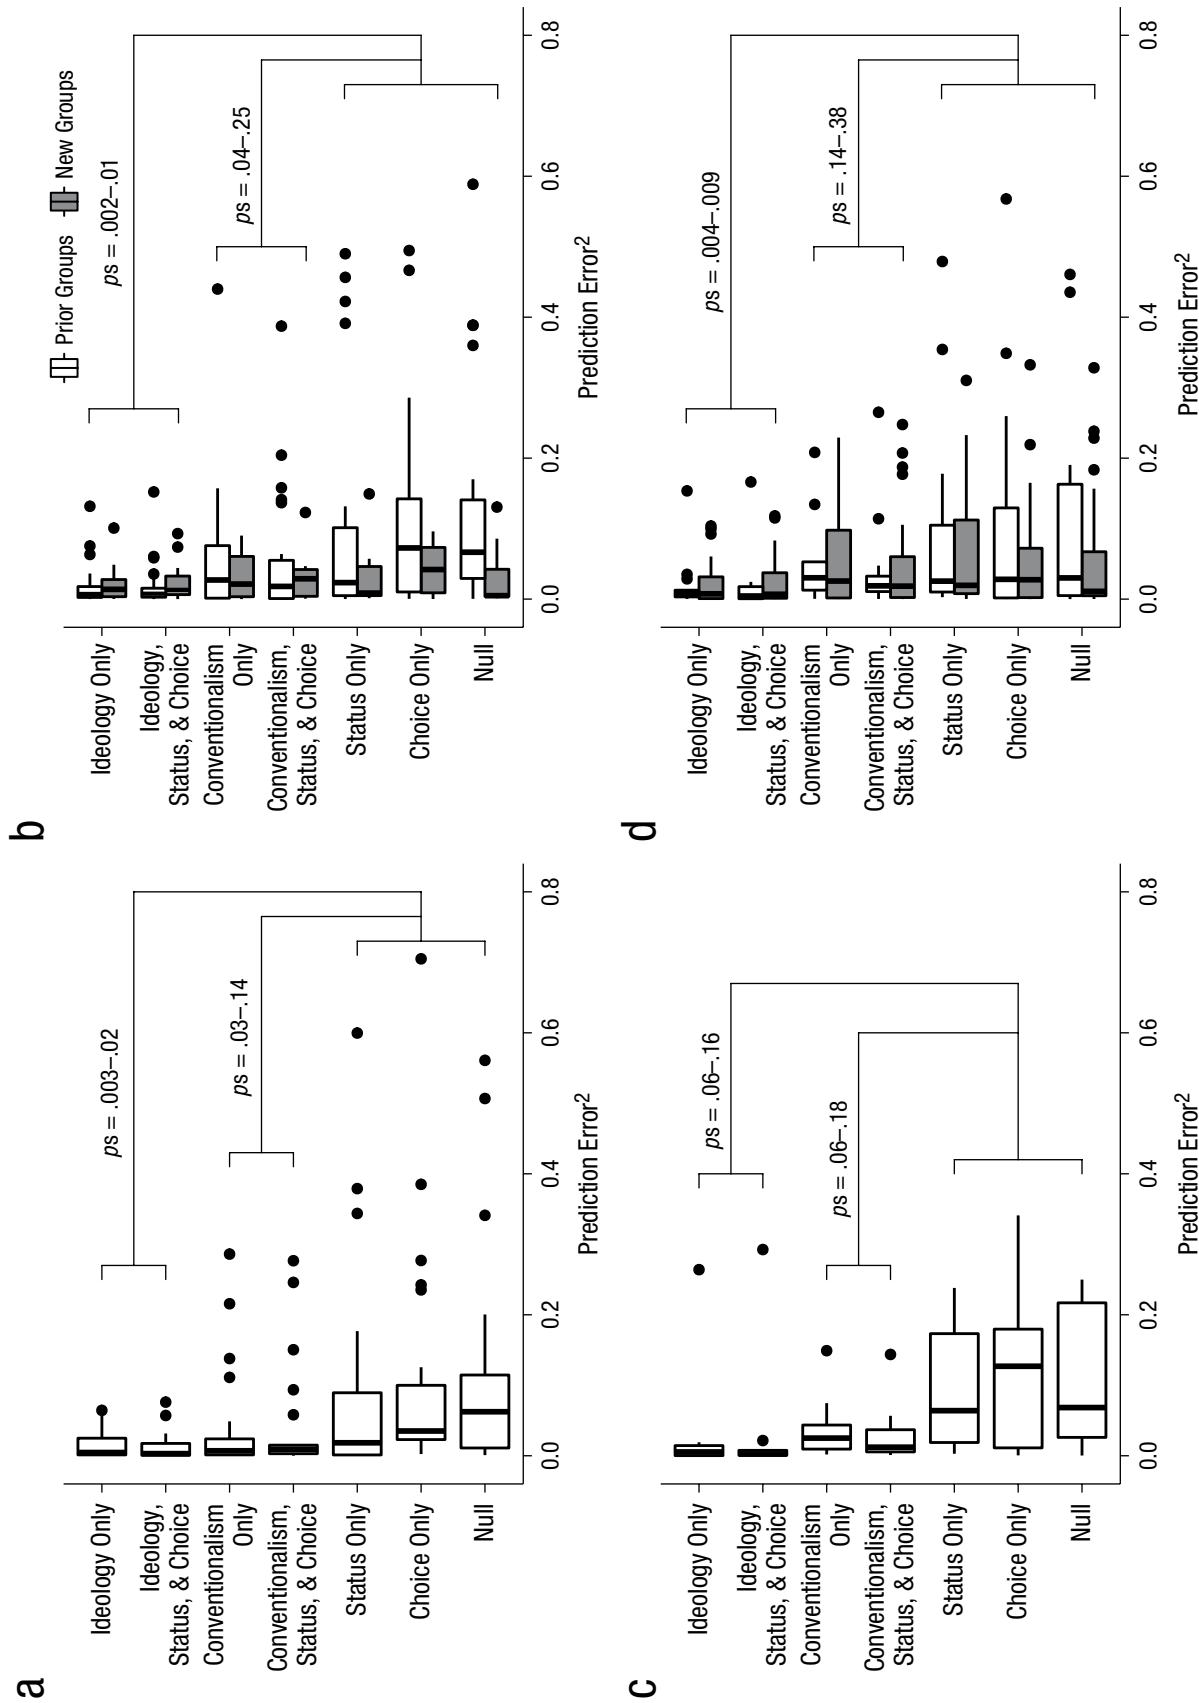 a
Ideology Only
Ideology,
Status, & Choice
Conventionalism
Only
Conventionalism,
Status, & Choice
Status Only
Choice Only
Null
ps = .003–.02
ps = .03–.14
0.0 0.2 0.4 0.6 0.8
Prediction Error2
b
Prior Groups New Groups
Ideology Only
Ideology,
Status, & Choice
Conventionalism
Only
Conventionalism,
Status, & Choice
Status Only
Choice Only
Null
ps = .002–.01
ps = .04–.25
0.0 0.2 0.4 0.6 0.8
Prediction Error2
c
Ideology Only
Ideology,
Status, & Choice
Conventionalism
Only
Conventionalism,
Status, & Choice
Status Only
Choice Only
Null
ps = .06–.16
ps = .06–.18
0.0 0.2 0.4 0.6 0.8
Prediction Error2
d
Ideology Only
Ideology,
Status, & Choice
Conventionalism
Only
Conventionalism,
Status, & Choice
Status Only
Choice Only
Null
ps = .004–.009
ps = .14–.38
0.0 0.2 0.4 0.6 0.8
Prediction Error2